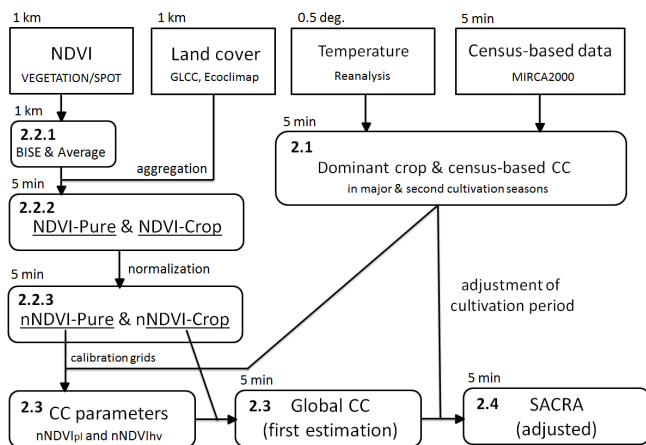 1 km
1 km
0.5 deg.
5 min
NDVI
VEGETATION/SPOT
Land cover
GLCC, Ecoclimap
Temperature
Reanalysis
Census-based data
MIRCA2000
1 km
2.2.1
BISE & Average
aggregation
5 min
2.1
Dominant crop & census-based CC
in major & second cultivation seasons
5 min
2.2.2
NDVI-Pure & NDVI-Crop
normalization
5 min
2.2.3
nNDVI-Pure & nNDVI-Crop
adjustment of
cultivation period
calibration grids
2.3 CC parameters
nNDVIpl and nNDVIhv
5 min
2.3 Global CC
(first estimation)
5 min
2.4 SACRA
(adjusted)